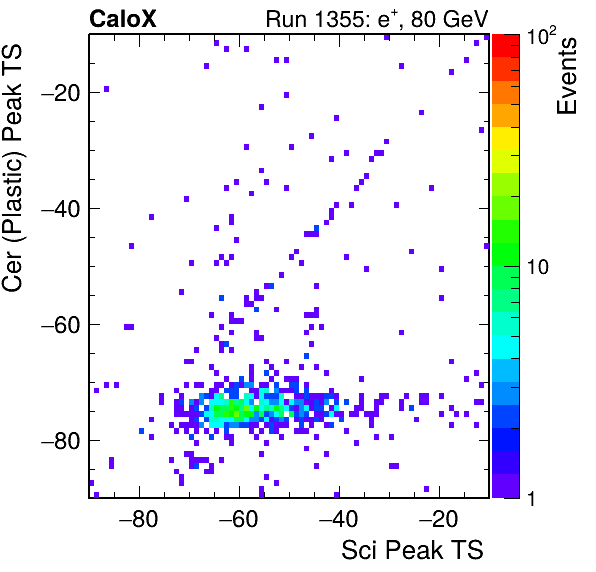 CaloX
Run 1355: e⁺, 80 GeV
Cer (Plastic) Peak TS
−20
−40
−60
−80
−80
−60
−40
−20
Sci Peak TS
10²
10
1
Events